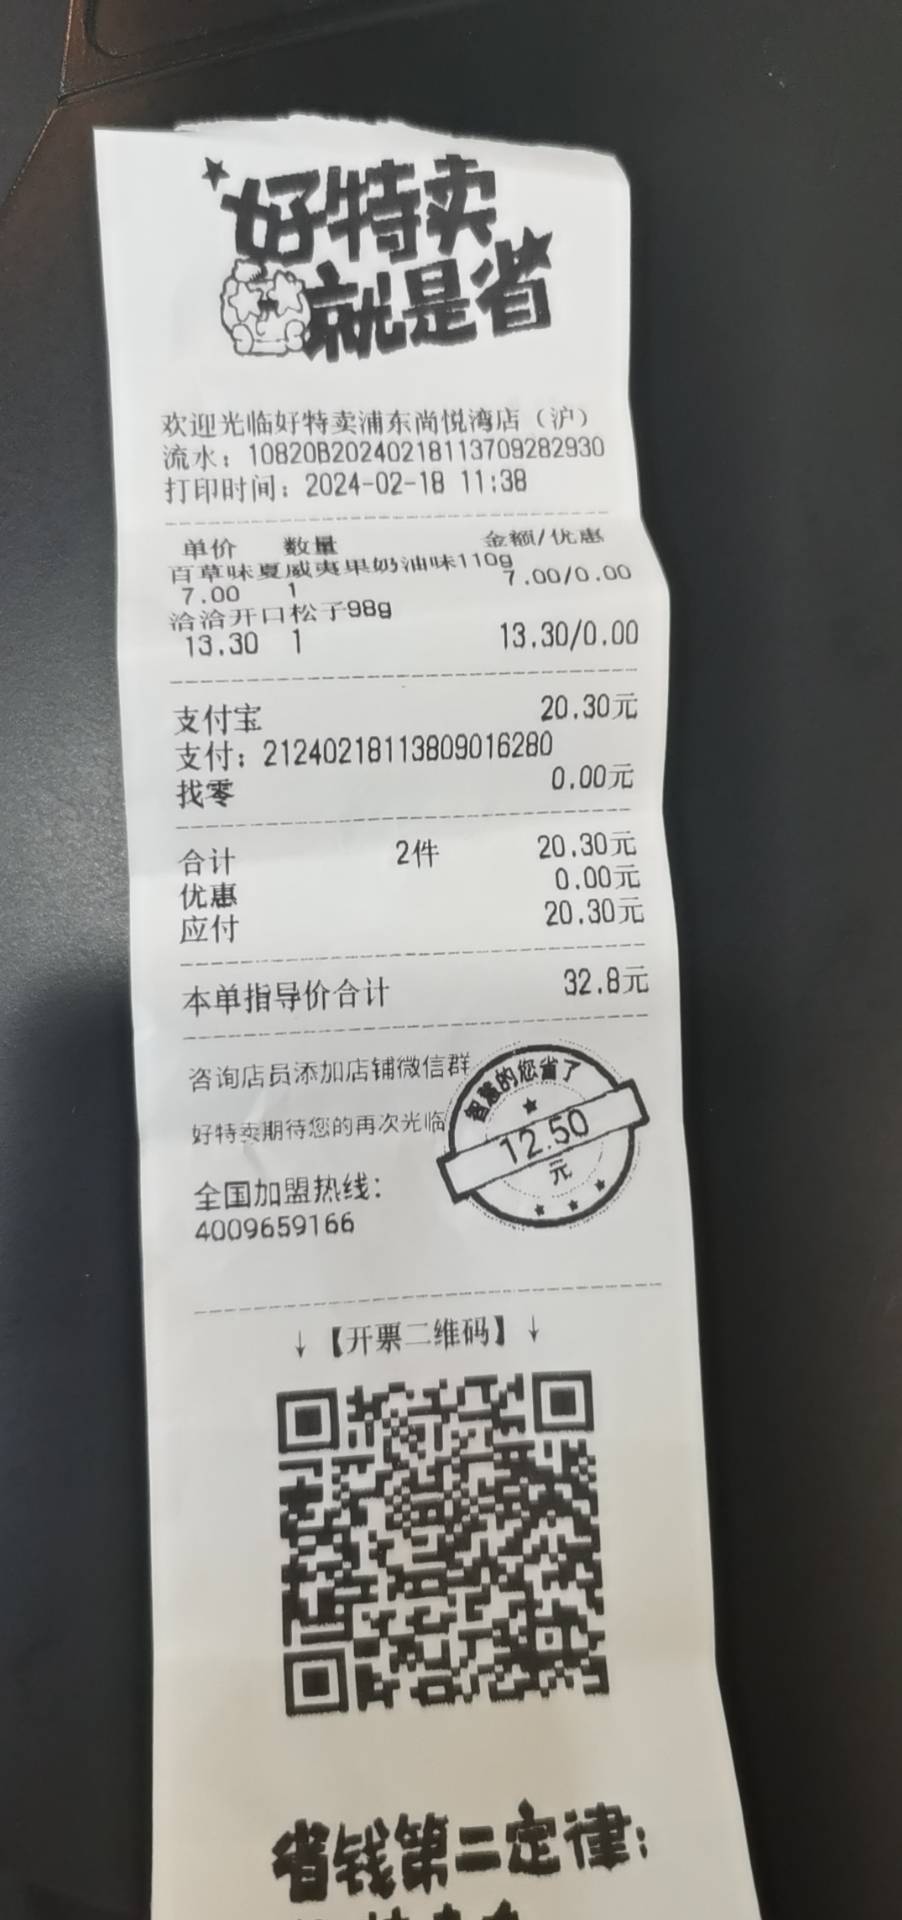 好特卖
就是省
欢迎光临好特卖浦东尚悦湾店（沪）
流水：10820B20240218113709282930
打印时间：2024-02-18 11:38
单价 数量 金额/优惠
百草味夏威夷果奶油味110g
7.00 1 7.00/0.00
洽洽开口松子98g
13.30 1 13.30/0.00
支付宝 20.30元
支付：21240218113809016280
找零 0.00元
合计 2件 20.30元
优惠 0.00元
应付 20.30元
本单指导价合计 32.8元
咨询店员添加店铺微信群
好特卖期待您的再次光临
智慧的您省了
12.50
元
全国加盟热线：
4009659166
↓【开票二维码】↓
省钱第二定律：